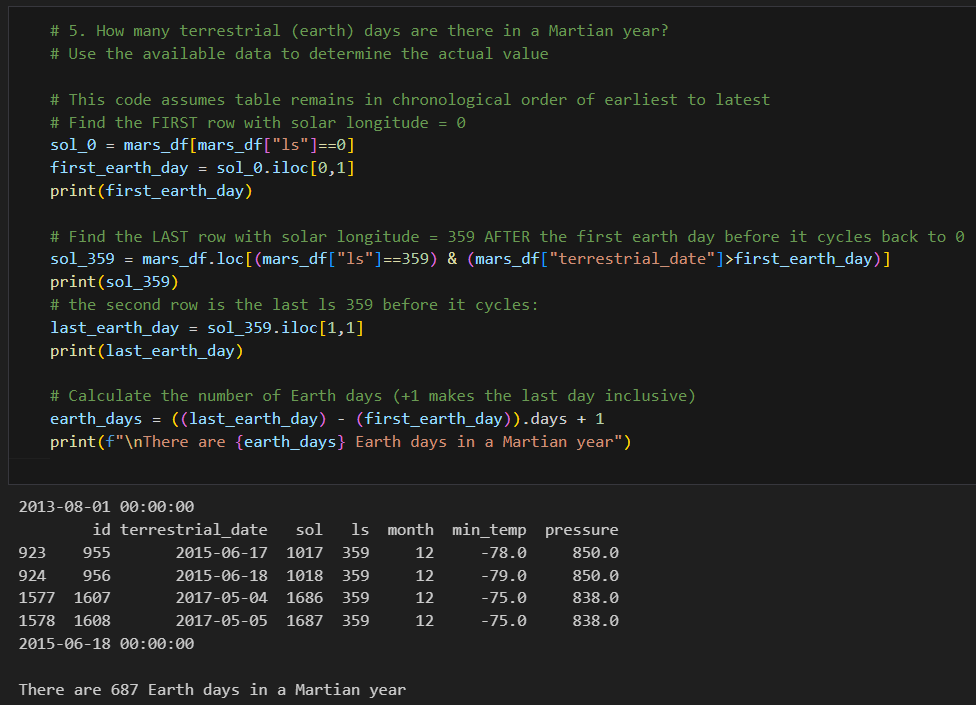 # 5. How many terrestrial (earth) days are there in a Martian year?
# Use the available data to determine the actual value
# This code assumes table remains in chronological order of earliest to latest
# Find the FIRST row with solar longitude = 0
sol_0 = mars_df[mars_df["ls"]==0]
first_earth_day = sol_0.iloc[0,1]
print(first_earth_day)
# Find the LAST row with solar longitude = 359 AFTER the first earth day before it cycles back to 0
sol_359 = mars_df.loc[(mars_df["ls"]==359) & (mars_df["terrestrial_date"]>first_earth_day)]
print(sol_359)
# the second row is the last ls 359 before it cycles:
last_earth_day = sol_359.iloc[1,1]
print(last_earth_day)
# Calculate the number of Earth days (+1 makes the last day inclusive)
earth_days = ((last_earth_day) - (first_earth_day)).days + 1
print(f"\nThere are {earth_days} Earth days in a Martian year")
2013-08-01 00:00:00
id terrestrial_date sol ls month min_temp pressure
923 955 2015-06-17 1017 359 12 -78.0 850.0
924 956 2015-06-18 1018 359 12 -79.0 850.0
1577 1607 2017-05-04 1686 359 12 -75.0 838.0
1578 1608 2017-05-05 1687 359 12 -75.0 838.0
2015-06-18 00:00:00
There are 687 Earth days in a Martian year